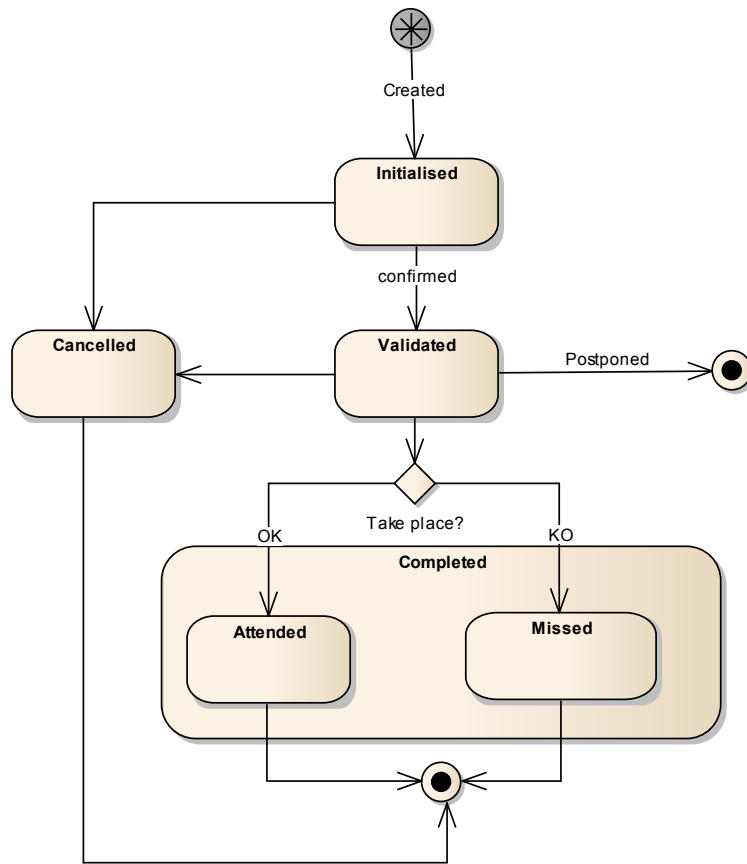 Created
Initialised
confirmed
Cancelled
Validated
Postponed
Take place?
OK
KO
Completed
Attended
Missed